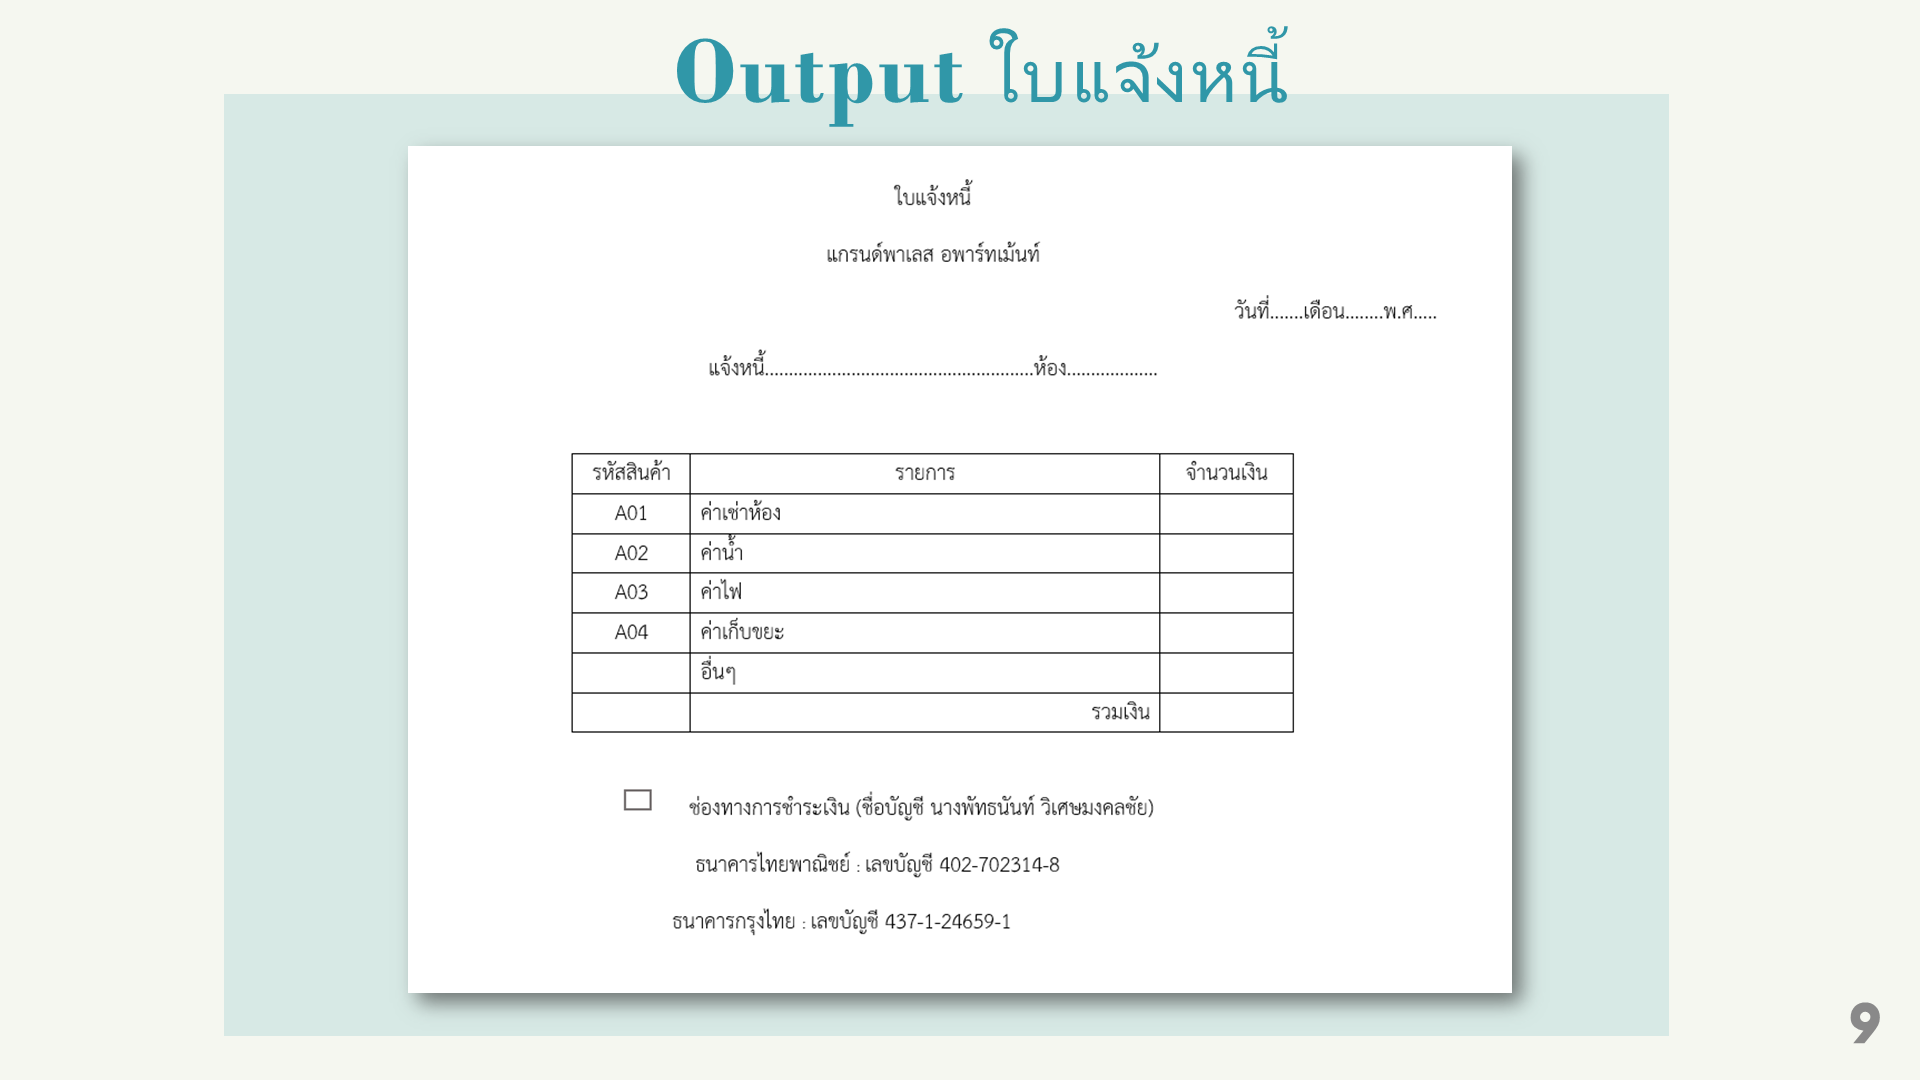 Output ใบแจ้งหนี้
ใบแจ้งหนี้
แกรนด์พาเลส อพาร์ทเม้นท์
วันที่.......เดือน........พ.ศ.....
แจ้งหนี้........................................................ห้อง...................
รหัสสินค้า รายการ จำนวนเงิน
A01 ค่าเช่าห้อง
A02 ค่าน้ำ
A03 ค่าไฟ
A04 ค่าเก็บขยะ
อื่นๆ
รวมเงิน
ช่องทางการชำระเงิน (ชื่อบัญชี นางพัทธนันท์ วิเศษมงคลชัย)
ธนาคารไทยพาณิชย์ : เลขบัญชี 402-702314-8
ธนาคารกรุงไทย : เลขบัญชี 437-1-24659-1
9